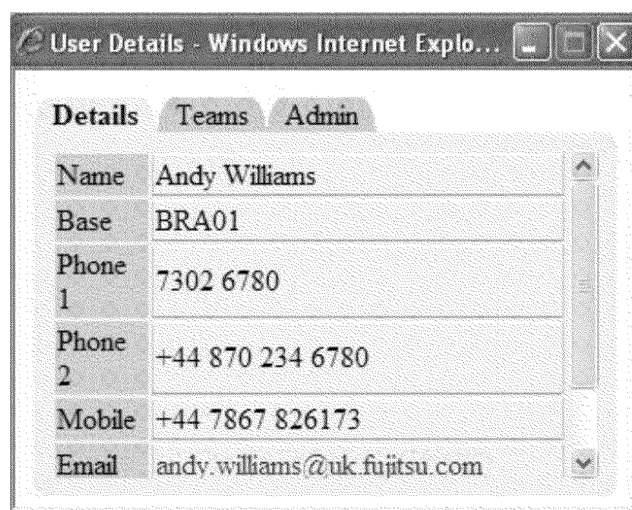 User Details - Windows Internet Explo...
Details Teams Admin
Name Andy Williams
Base BRA01
Phone 1 7302 6780
Phone 2 +44 870 234 6780
Mobile +44 7867 826173
Email andy.williams@uk.fujitsu.com